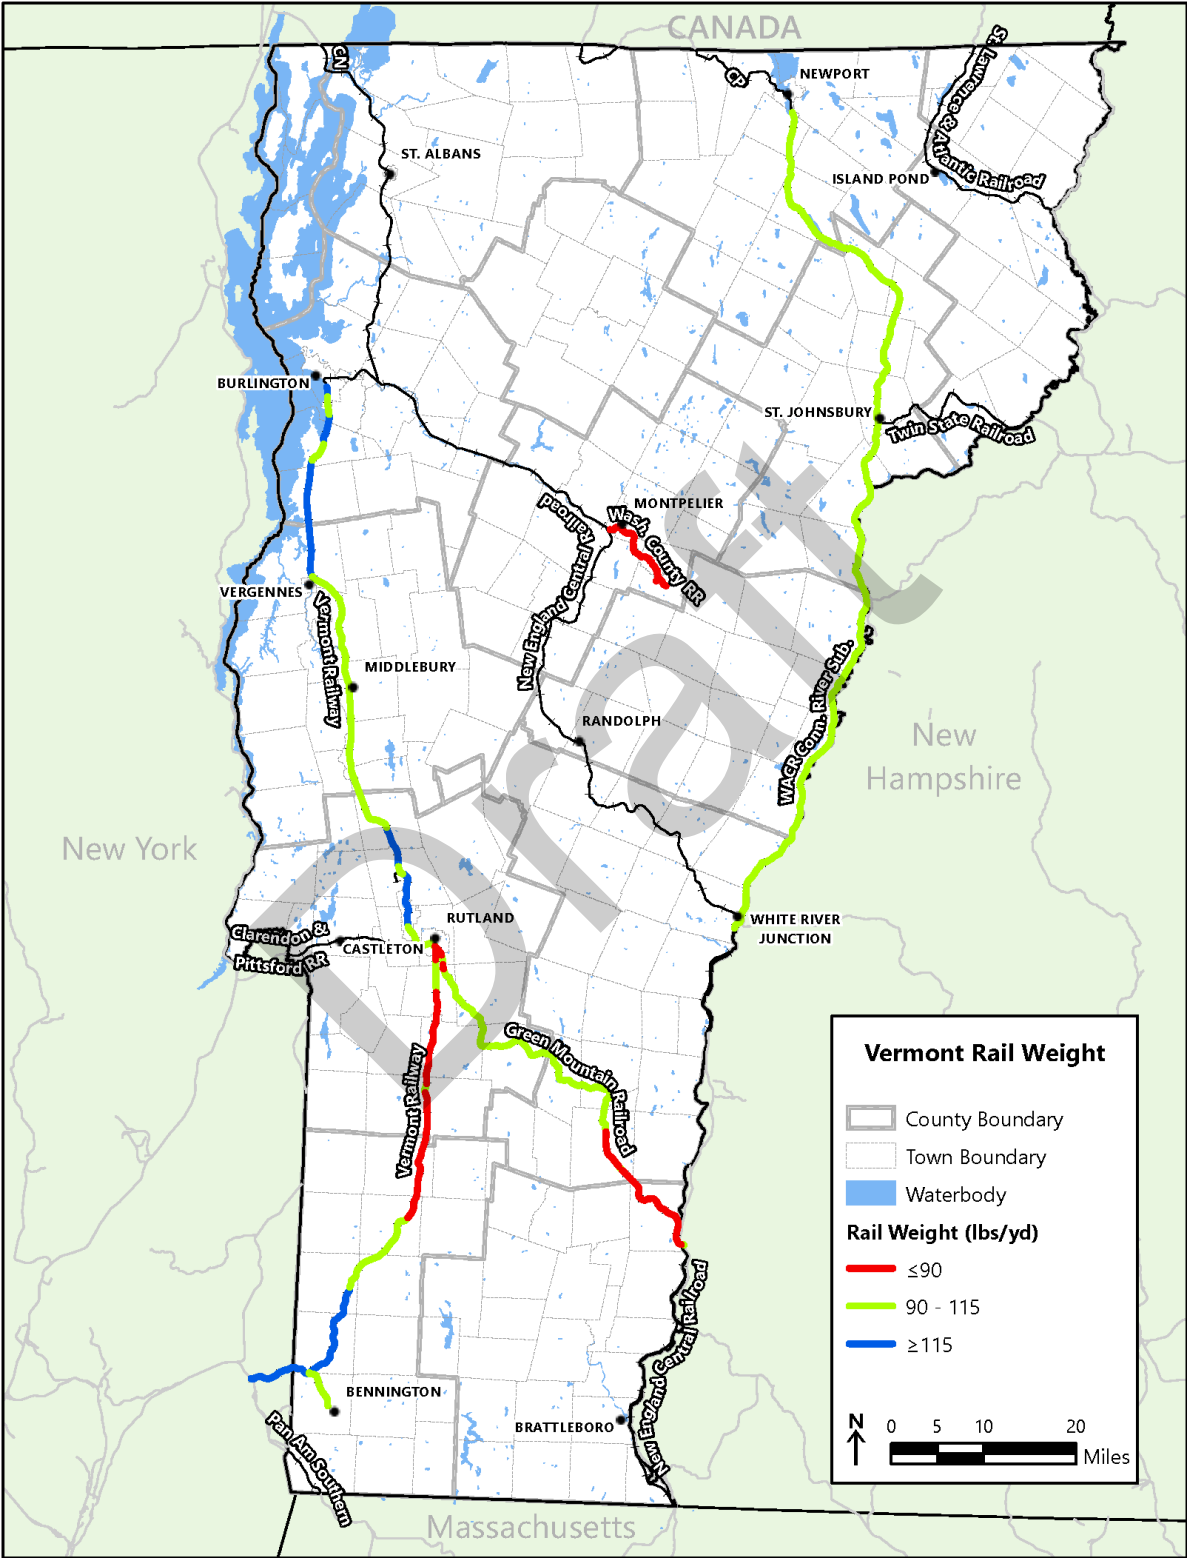 CANADA
CN
CP
NEWPORT
St. Lawrence & Atlantic Railroad
ST. ALBANS
ISLAND POND
BURLINGTON
ST. JOHNSBURY
Twin State Railroad
MONTPELIER
Wash. County RR
New England Central Railroad
VERGENNES
Vermont Railway
MIDDLEBURY
WACR Conn. River Sub.
RANDOLPH
New
Hampshire
New York
Draft
RUTLAND
WHITE RIVER
JUNCTION
Clarendon &
Pittsford RR
CASTLETON
Green Mountain Railroad
Vermont Railway
New England Central Railroad
BENNINGTON
BRATTLEBORO
Pan Am Southern
Massachusetts
Vermont Rail Weight
County Boundary
Town Boundary
Waterbody
Rail Weight (lbs/yd)
≤90
90 - 115
≥115
N
0 5 10 20
Miles